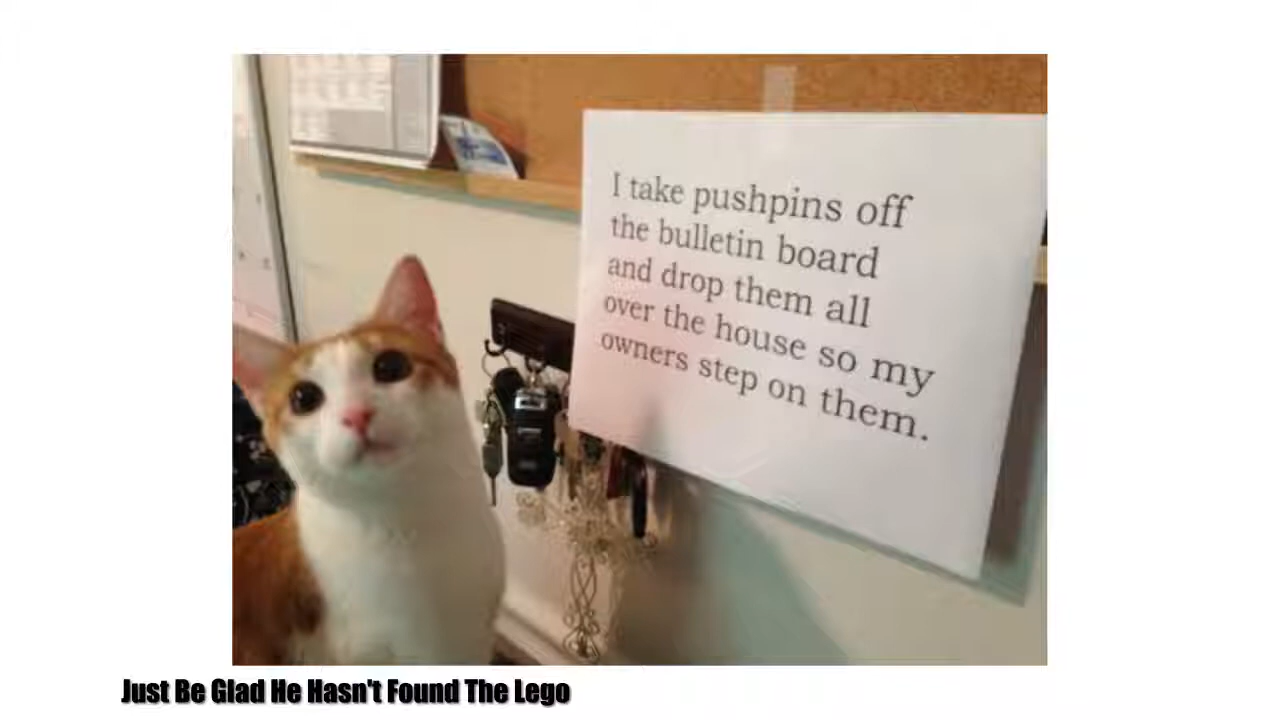 I take pushpins off
the bulletin board
and drop them all
over the house so my
owners step on them.
Just Be Glad He Hasn't Found The Lego